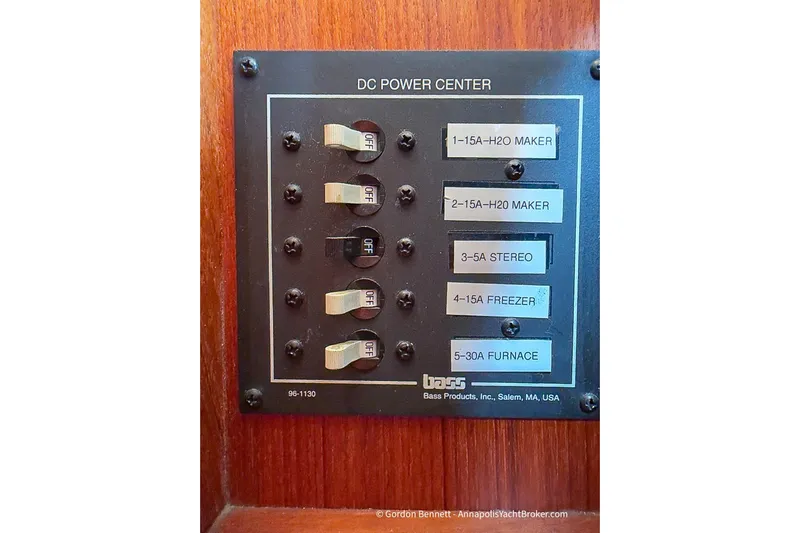 DC POWER CENTER
OFF
1-15A-H2O MAKER
OFF
2-15A-H20 MAKER
OFF
3-5A STEREO
OFF
4-15A FREEZER
OFF
5-30A FURNACE
bass
96-1130
Bass Products, Inc., Salem, MA, USA
© Gordon Bennett - AnnapolisYachtBroker.com